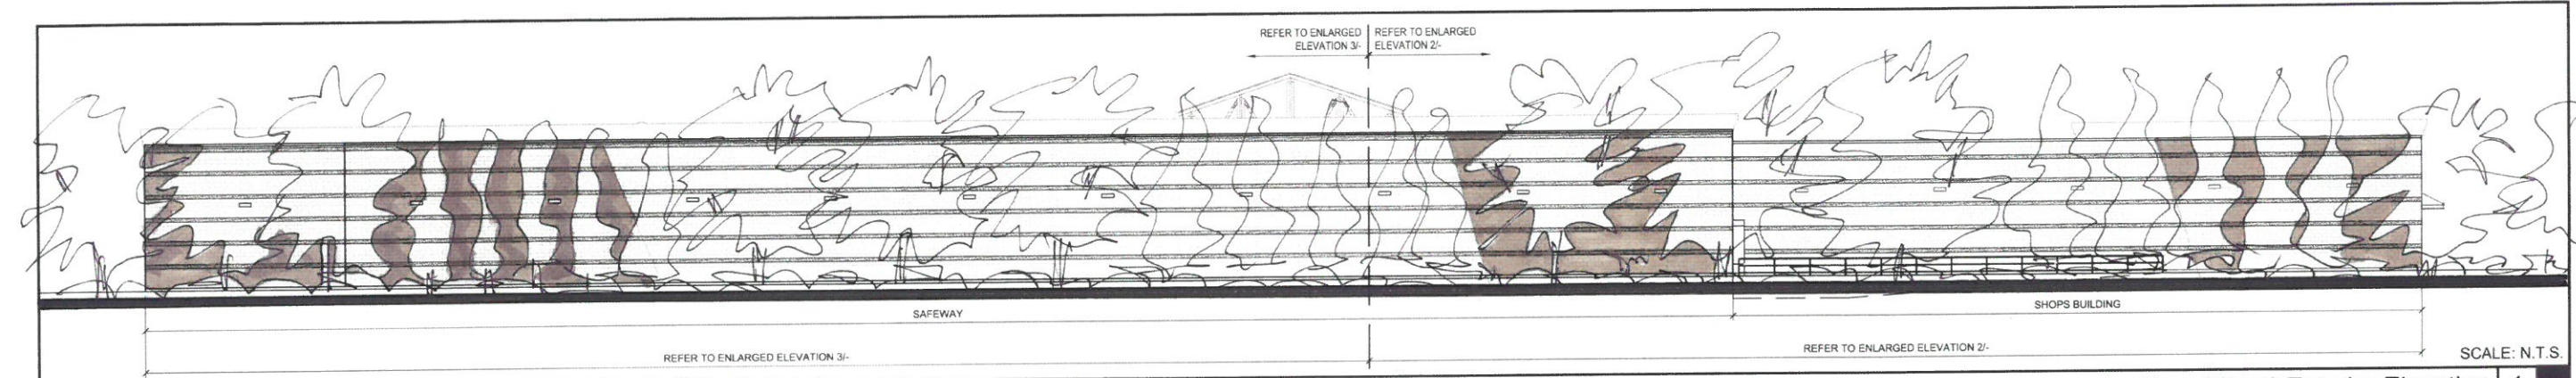 REFER TO ENLARGED
ELEVATION 3/-
REFER TO ENLARGED
ELEVATION 2/-
SAFEWAY
SHOPS BUILDING
REFER TO ENLARGED ELEVATION 3/-
REFER TO ENLARGED ELEVATION 2/-
SCALE: N.T.S.